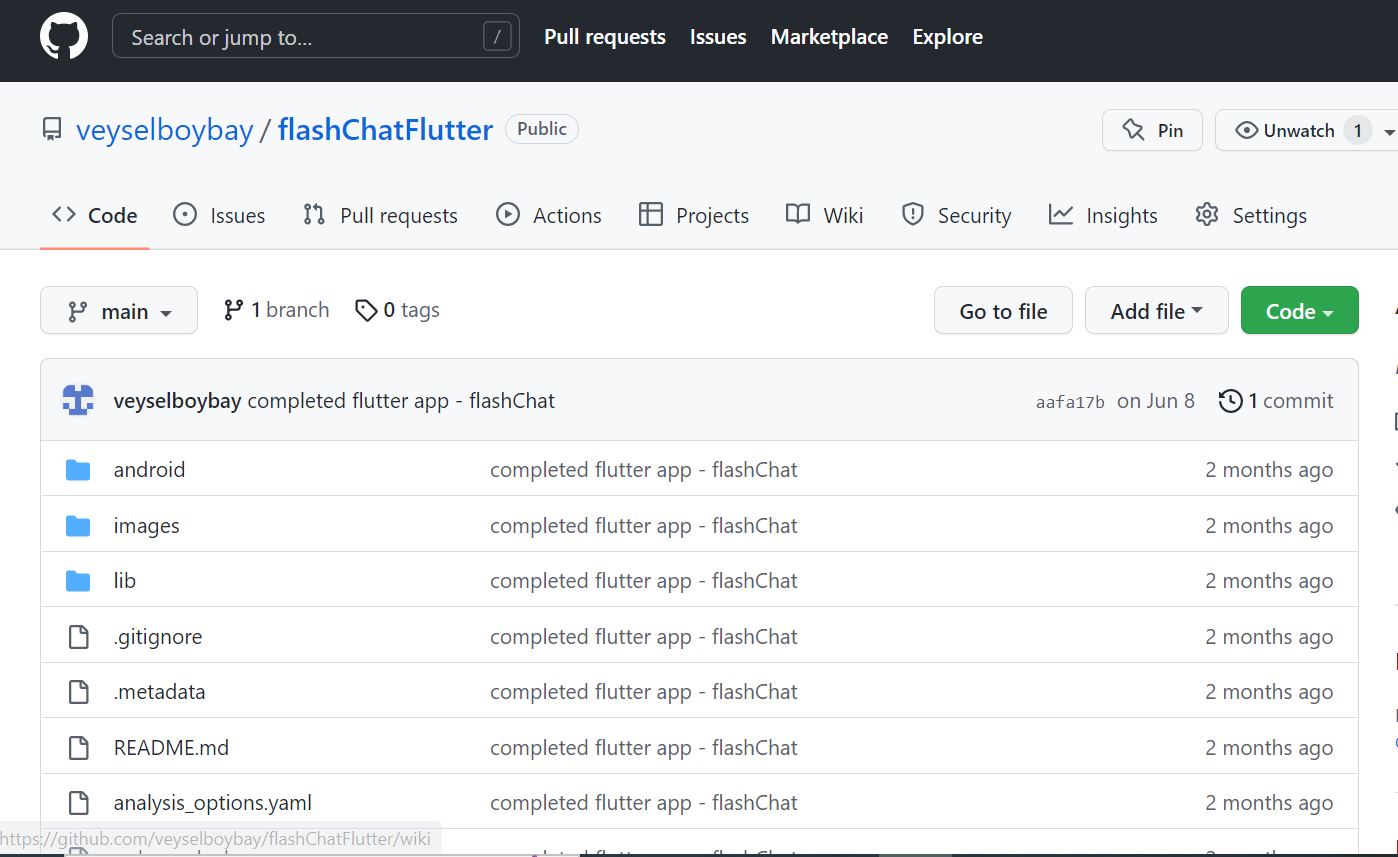 Search or jump to... / Pull requests Issues Marketplace Explore
veyselboybay / flashChatFlutter Public Pin Unwatch 1
Code Issues Pull requests Actions Projects Wiki Security Insights Settings
main 1 branch 0 tags Go to file Add file Code
veyselboybay completed flutter app - flashChat aafa17b on Jun 8 1 commit
android completed flutter app - flashChat 2 months ago
images completed flutter app - flashChat 2 months ago
lib completed flutter app - flashChat 2 months ago
.gitignore completed flutter app - flashChat 2 months ago
.metadata completed flutter app - flashChat 2 months ago
README.md completed flutter app - flashChat 2 months ago
analysis_options.yaml completed flutter app - flashChat 2 months ago
https://github.com/veyselboybay/flashChatFlutter/wiki